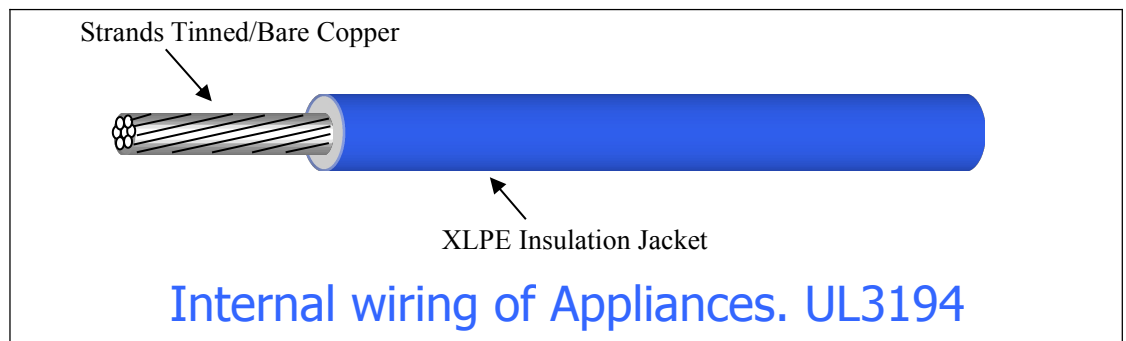 Strands Tinned/Bare Copper
XLPE Insulation Jacket
Internal wiring of Appliances. UL3194